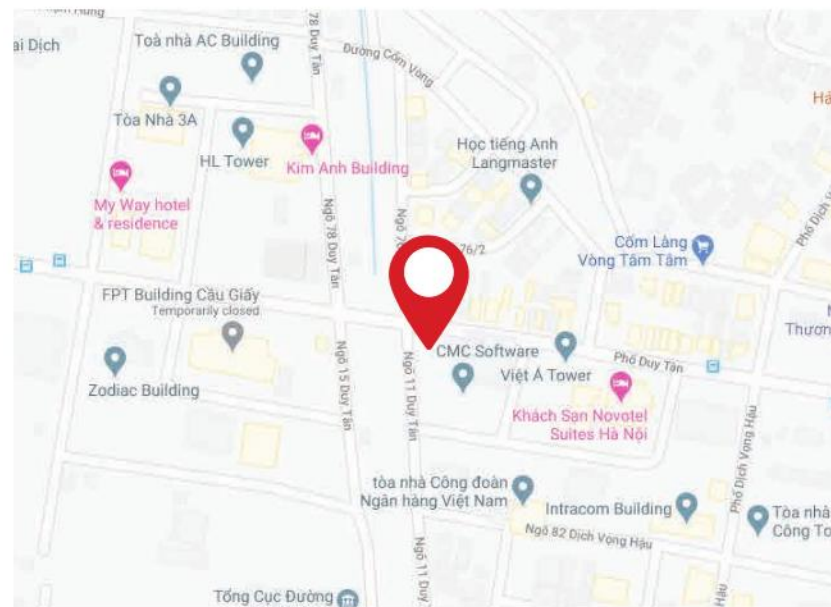 ai Dịch
Toà nhà AC Building
78 Duy Tân
Đường Cốm Vòng
Tòa Nhà 3A
HL Tower
Kim Anh Building
Học tiếng Anh
Langmaster
My Way hotel
& residence
Ngõ 78 Duy Tân
76/2
Cốm Làng
Vòng Tâm Tâm
FPT Building Cầu Giấy
Temporarily closed
Zodiac Building
Ngõ 15 Duy Tân
Ngõ 11 Duy Tân
CMC Software
Việt Á Tower
Phố Duy Tân
Khách Sạn Novotel
Suites Hà Nội
Phố Dịch Vọng Hậu
tòa nhà Công đoàn
Ngân hàng Việt Nam
Intracom Building
Ngõ 82 Dịch Vọng Hậu
Tòa nhà
Công To
Ngõ 11 Duy T
Tổng Cục Đường